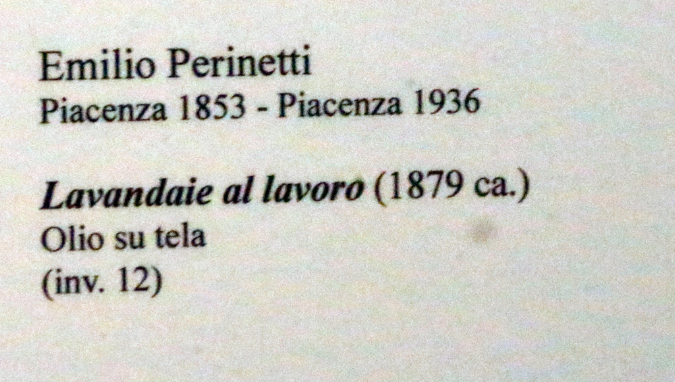 Emilio Perinetti
Piacenza 1853 - Piacenza 1936
Lavandaie al lavoro (1879 ca.)
Olio su tela
(inv. 12)